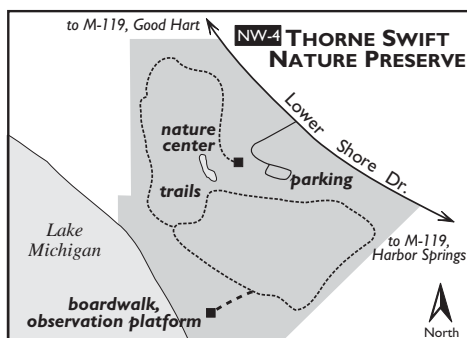 to M-119, Good Hart
NW-4 THORNE SWIFT
NATURE PRESERVE
Lower Shore Dr.
nature
center
parking
trails
Lake
Michigan
to M-119,
Harbor Springs
boardwalk,
observation platform
North